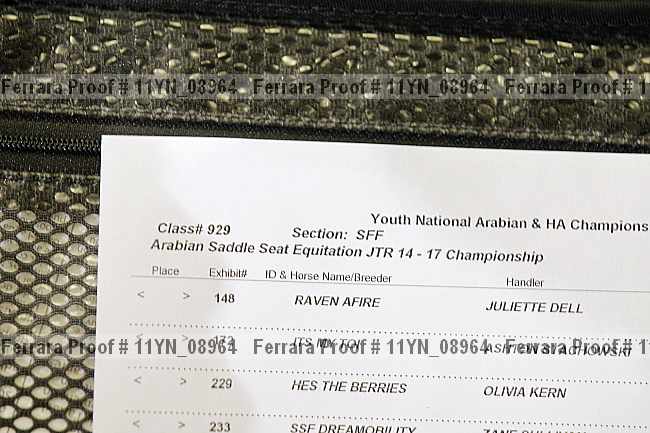 Ferrara Proof # 11YN_08964 Ferrara Proof # 11YN_08964 Ferrara Proof #
Youth National Arabian & HA Champions
Class# 929 Section: SFF
Arabian Saddle Seat Equitation JTR 14 - 17 Championship
Place Exhibit# ID & Horse Name/Breeder Handler
< > 148 RAVEN AFIRE JULIETTE DELL
Ferrara Proof # 11YN_08964 Ferrara Proof # 11YN_08964 Ferrara Proof #
< > 229 HES THE BERRIES OLIVIA KERN
< > 233 SSF DREAMOBILITY